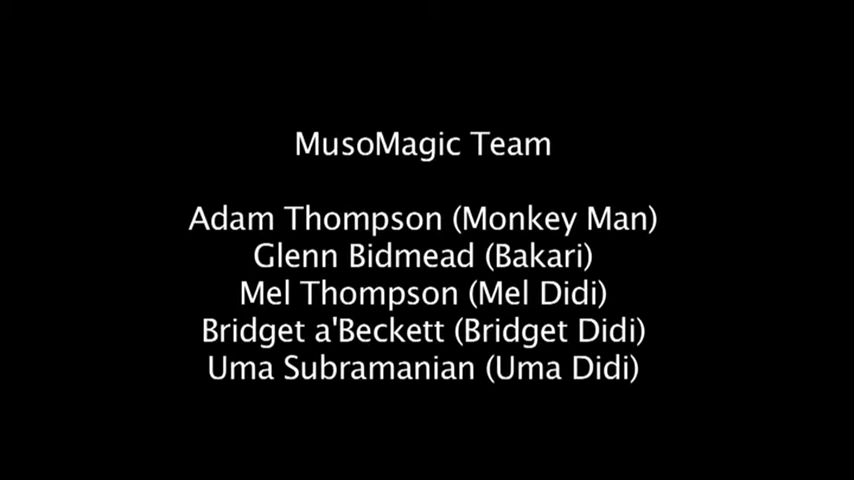 MusoMagic Team
Adam Thompson (Monkey Man)
Glenn Bidmead (Bakari)
Mel Thompson (Mel Didi)
Bridget a'Beckett (Bridget Didi)
Uma Subramanian (Uma Didi)